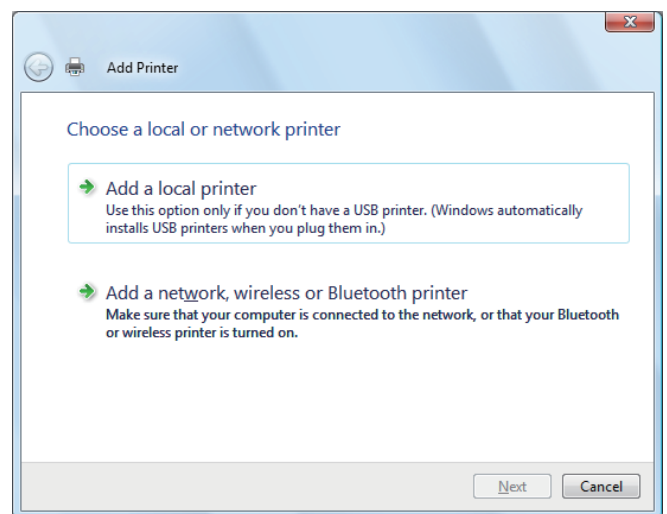 Add Printer
Choose a local or network printer
Add a local printer
Use this option only if you don't have a USB printer. (Windows automatically
installs USB printers when you plug them in.)
Add a network, wireless or Bluetooth printer
Make sure that your computer is connected to the network, or that your Bluetooth
or wireless printer is turned on.
Next Cancel